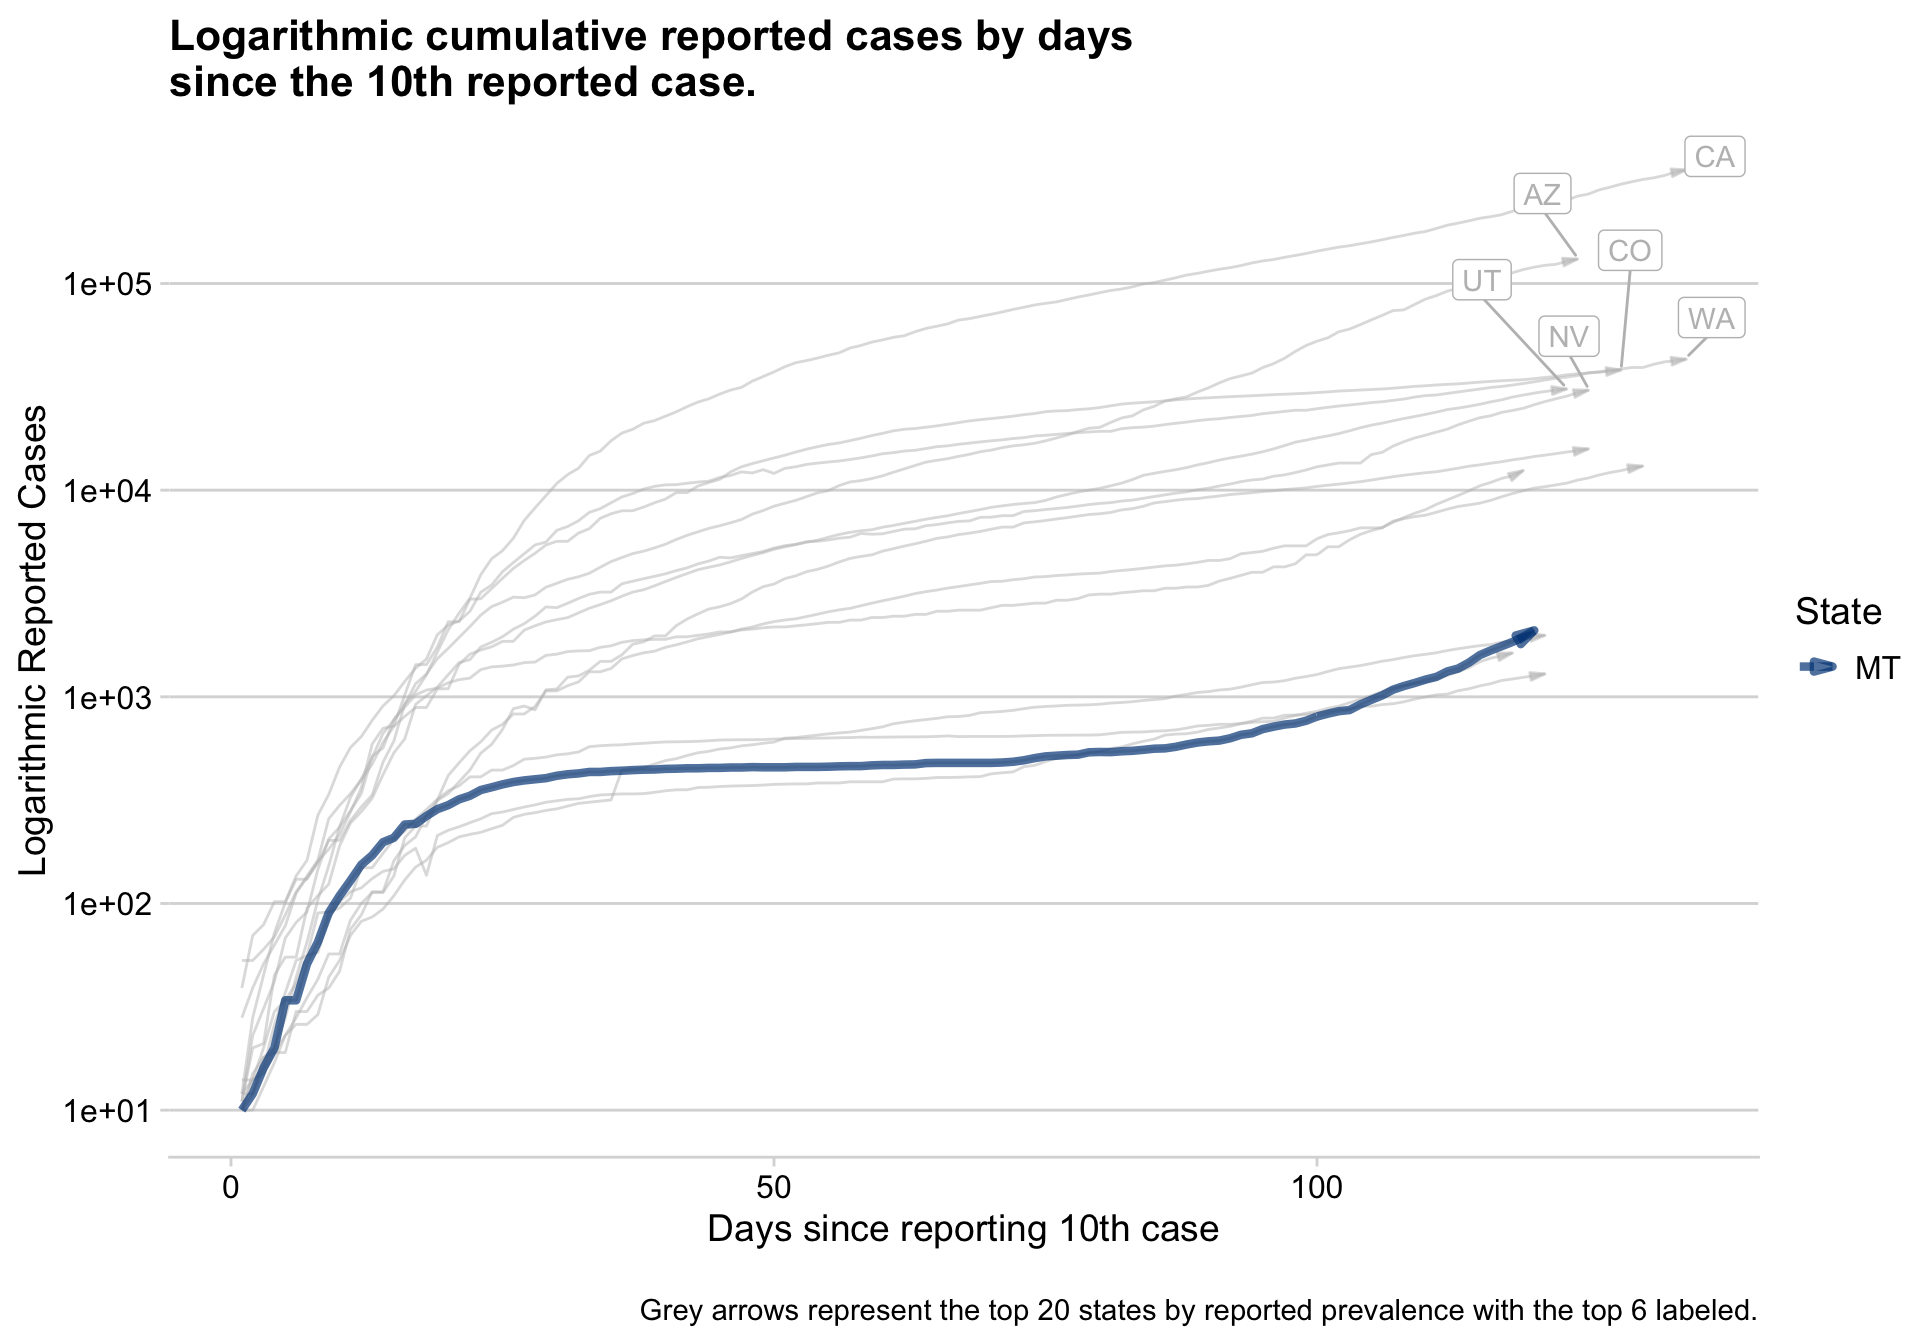 Logarithmic cumulative reported cases by days
since the 10th reported case.
CA
AZ
CO
UT
WA
NV
1e+05
1e+04
1e+03
1e+02
1e+01
Logarithmic Reported Cases
State
MT
0
50
100
Days since reporting 10th case
Grey arrows represent the top 20 states by reported prevalence with the top 6 labeled.